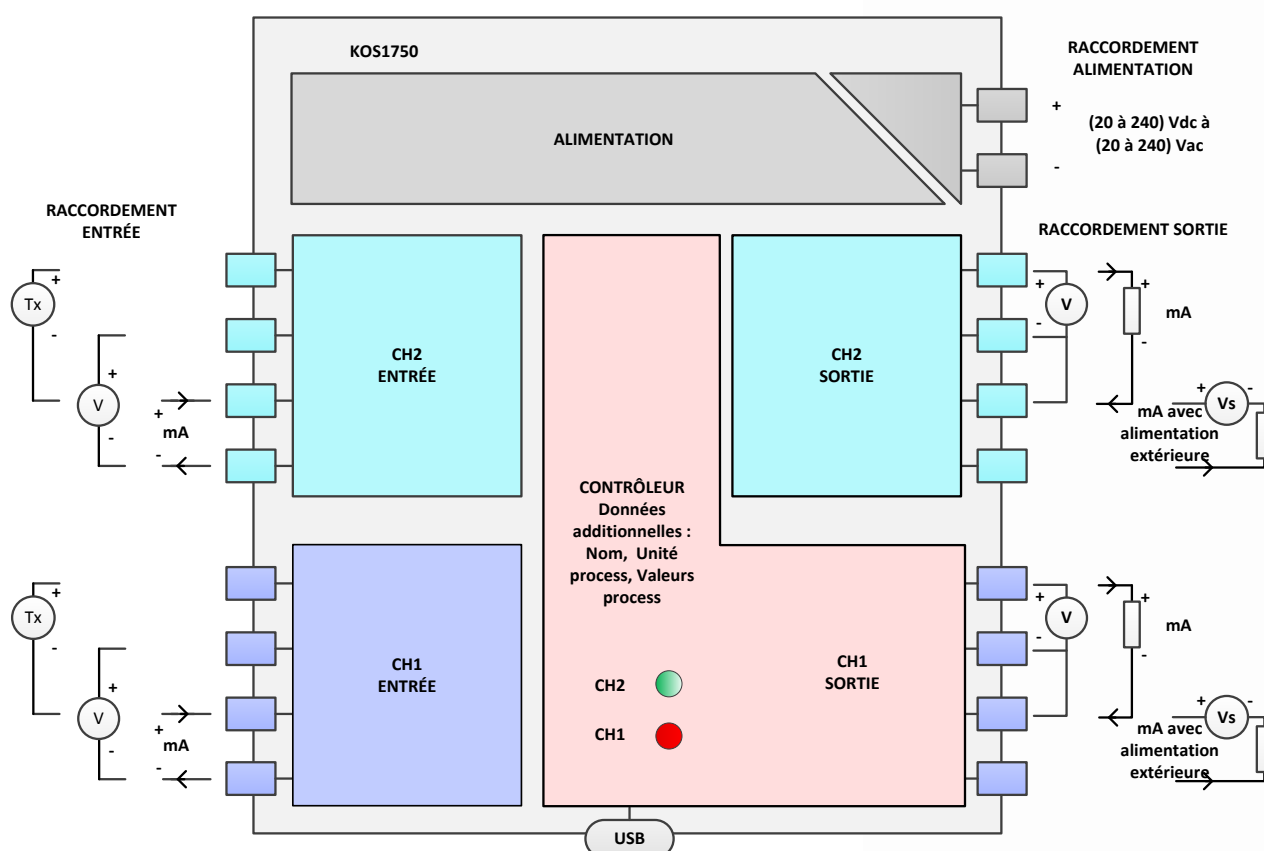 KOS1750
RACCORDEMENT
ALIMENTATION
ALIMENTATION
+
(20 à 240) Vdc à
(20 à 240) Vac
-
RACCORDEMENT
ENTRÉE
RACCORDEMENT SORTIE
+
Tx
-
+
V
-
+
mA
-
CH2
ENTRÉE
CH2
SORTIE
+
V
-
+
mA
-
+
Vs
-
mA avec
alimentation
extérieure
CONTRÔLEUR
Données
additionnelles :
Nom, Unité
process, Valeurs
process
+
Tx
-
+
V
-
+
mA
-
CH1
ENTRÉE
CH1
SORTIE
CH2
CH1
+
V
-
+
mA
-
+
Vs
-
mA avec
alimentation
extérieure
USB